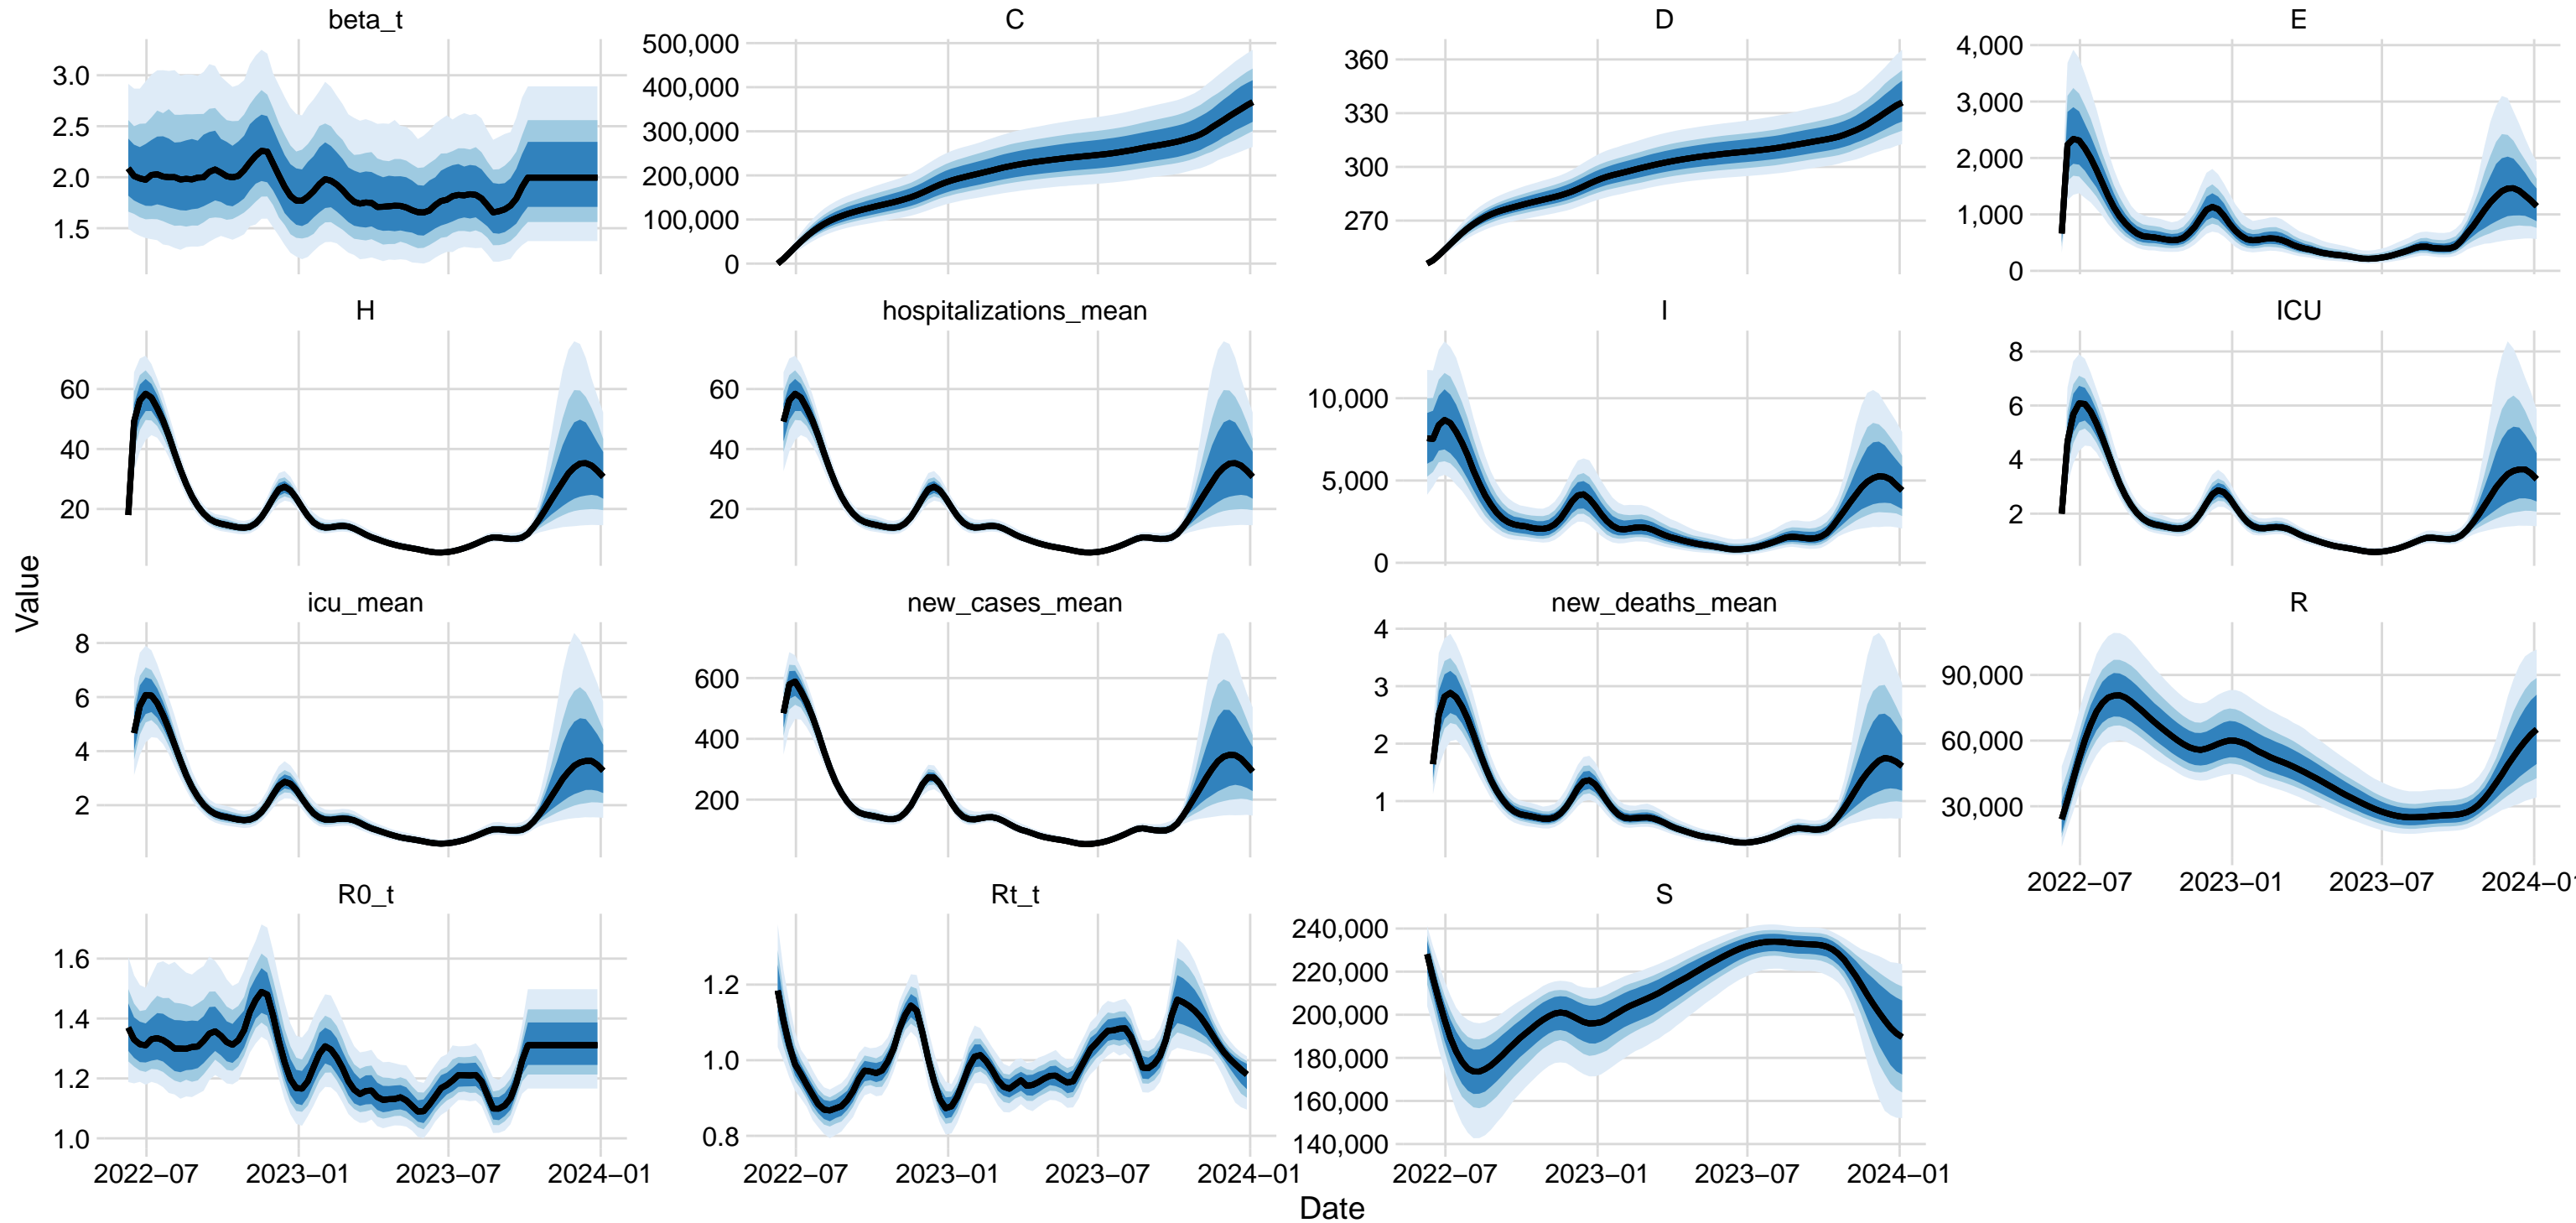 beta_t
C
D
E
3.0
2.5
2.0
1.5
500,000
400,000
300,000
200,000
100,000
0
360
330
300
270
4,000
3,000
2,000
1,000
0
H
hospitalizations_mean
I
ICU
60
40
20
60
40
20
10,000
5,000
0
8
6
4
2
Value
icu_mean
new_cases_mean
new_deaths_mean
R
8
6
4
2
600
400
200
4
3
2
1
90,000
60,000
30,000
2022−07 2023−01 2023−07 2024−01
R0_t
Rt_t
S
1.6
1.4
1.2
1.0
1.2
1.0
0.8
240,000
220,000
200,000
180,000
160,000
140,000
2022−07 2023−01 2023−07 2024−01
2022−07 2023−01 2023−07 2024−01
2022−07 2023−01 2023−07 2024−01
Date